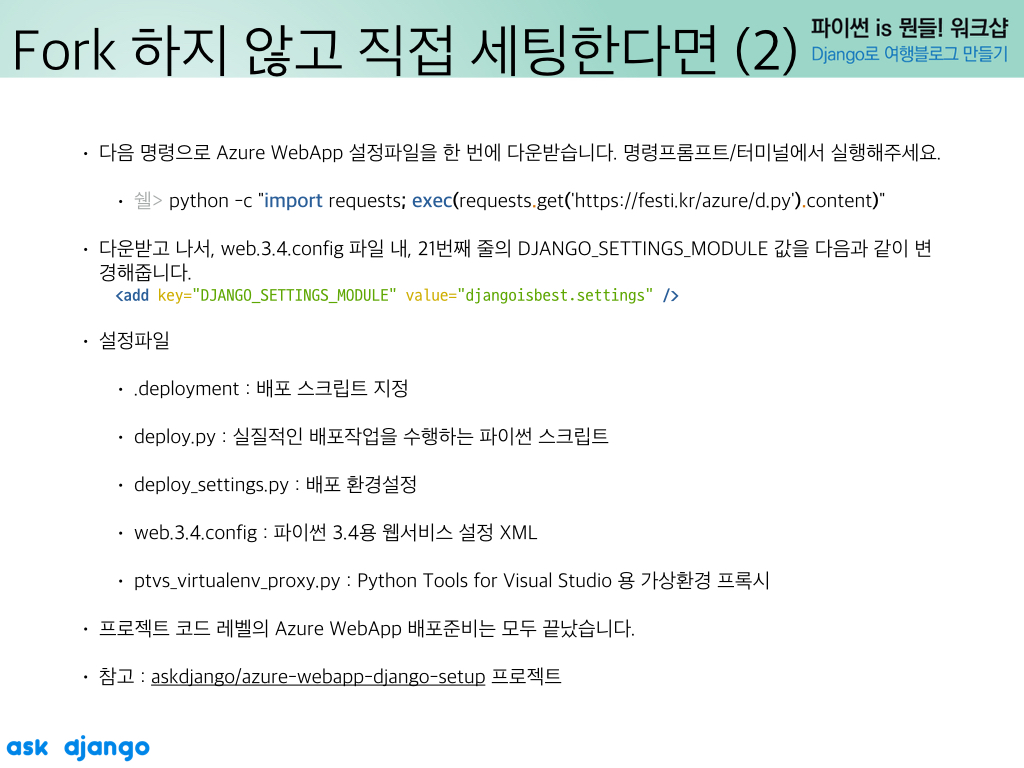 Fork 하지 않고 직접 세팅한다면 (2)
파이썬 is 뭔들! 워크샵
Django로 여행블로그 만들기
• 다음 명령으로 Azure WebApp 설정파일을 한 번에 다운받습니다. 명령프롬프트/터미널에서 실행해주세요.
• 쉘> python -c "import requests; exec(requests.get('https://festi.kr/azure/d.py').content)"
• 다운받고 나서, web.3.4.config 파일 내, 21번째 줄의 DJANGO_SETTINGS_MODULE 값을 다음과 같이 변
경해줍니다.
<add key="DJANGO_SETTINGS_MODULE" value="djangoisbest.settings" />
• 설정파일
• .deployment : 배포 스크립트 지정
• deploy.py : 실질적인 배포작업을 수행하는 파이썬 스크립트
• deploy_settings.py : 배포 환경설정
• web.3.4.config : 파이썬 3.4용 웹서비스 설정 XML
• ptvs_virtualenv_proxy.py : Python Tools for Visual Studio 용 가상환경 프록시
• 프로젝트 코드 레벨의 Azure WebApp 배포준비는 모두 끝났습니다.
• 참고 : askdjango/azure-webapp-django-setup 프로젝트
ask django